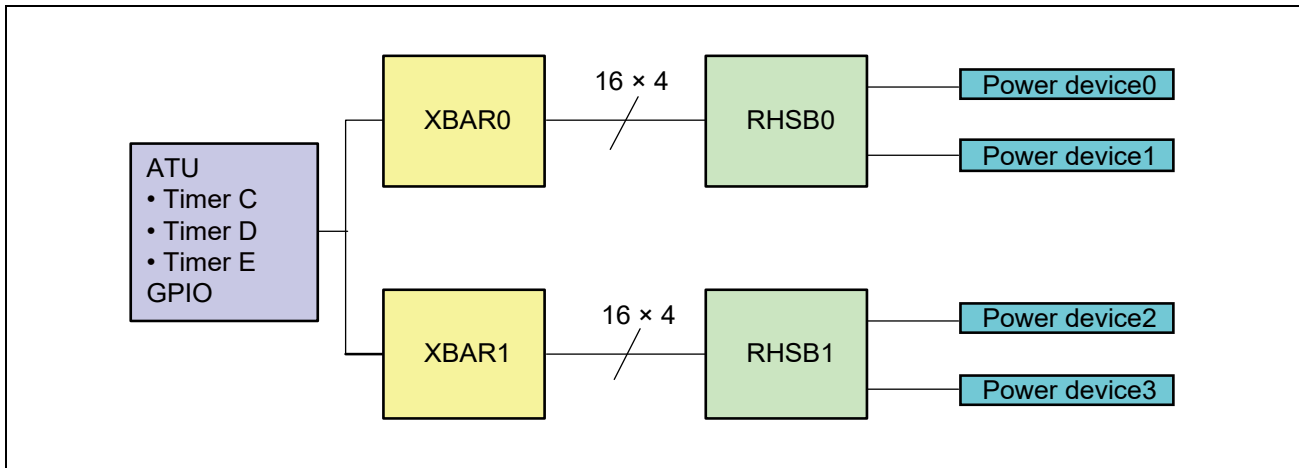 ATU
• Timer C
• Timer D
• Timer E
GPIO
XBAR0
16 × 4
RHSB0
Power device0
Power device1
XBAR1
16 × 4
RHSB1
Power device2
Power device3